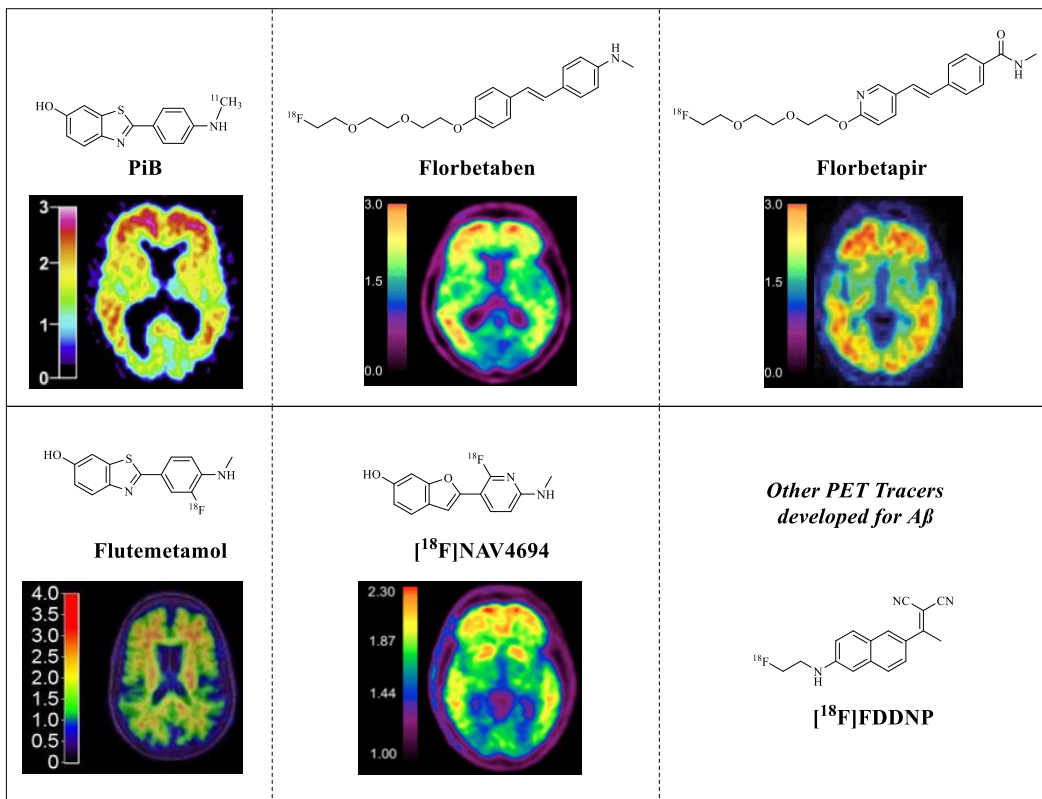 ¹¹CH₃
HO
S
N
NH
PiB
H
N
¹⁸F
O
O
O
Florbetaben
O
N
H
N
¹⁸F
O
O
O
Florbetapir
3
2
1
0
3.0
1.5
0.0
3.0
1.5
0.0
HO
S
N
NH
¹⁸F
Flutemetamol
¹⁸F
HO
O
N
NH
[¹⁸F]NAV4694
Other PET Tracers
developed for Aβ
4.0
3.5
3.0
2.5
2.0
1.5
1.0
0.5
0
2.30
1.87
1.44
1.00
NC
CN
¹⁸F
N
H
[¹⁸F]FDDNP